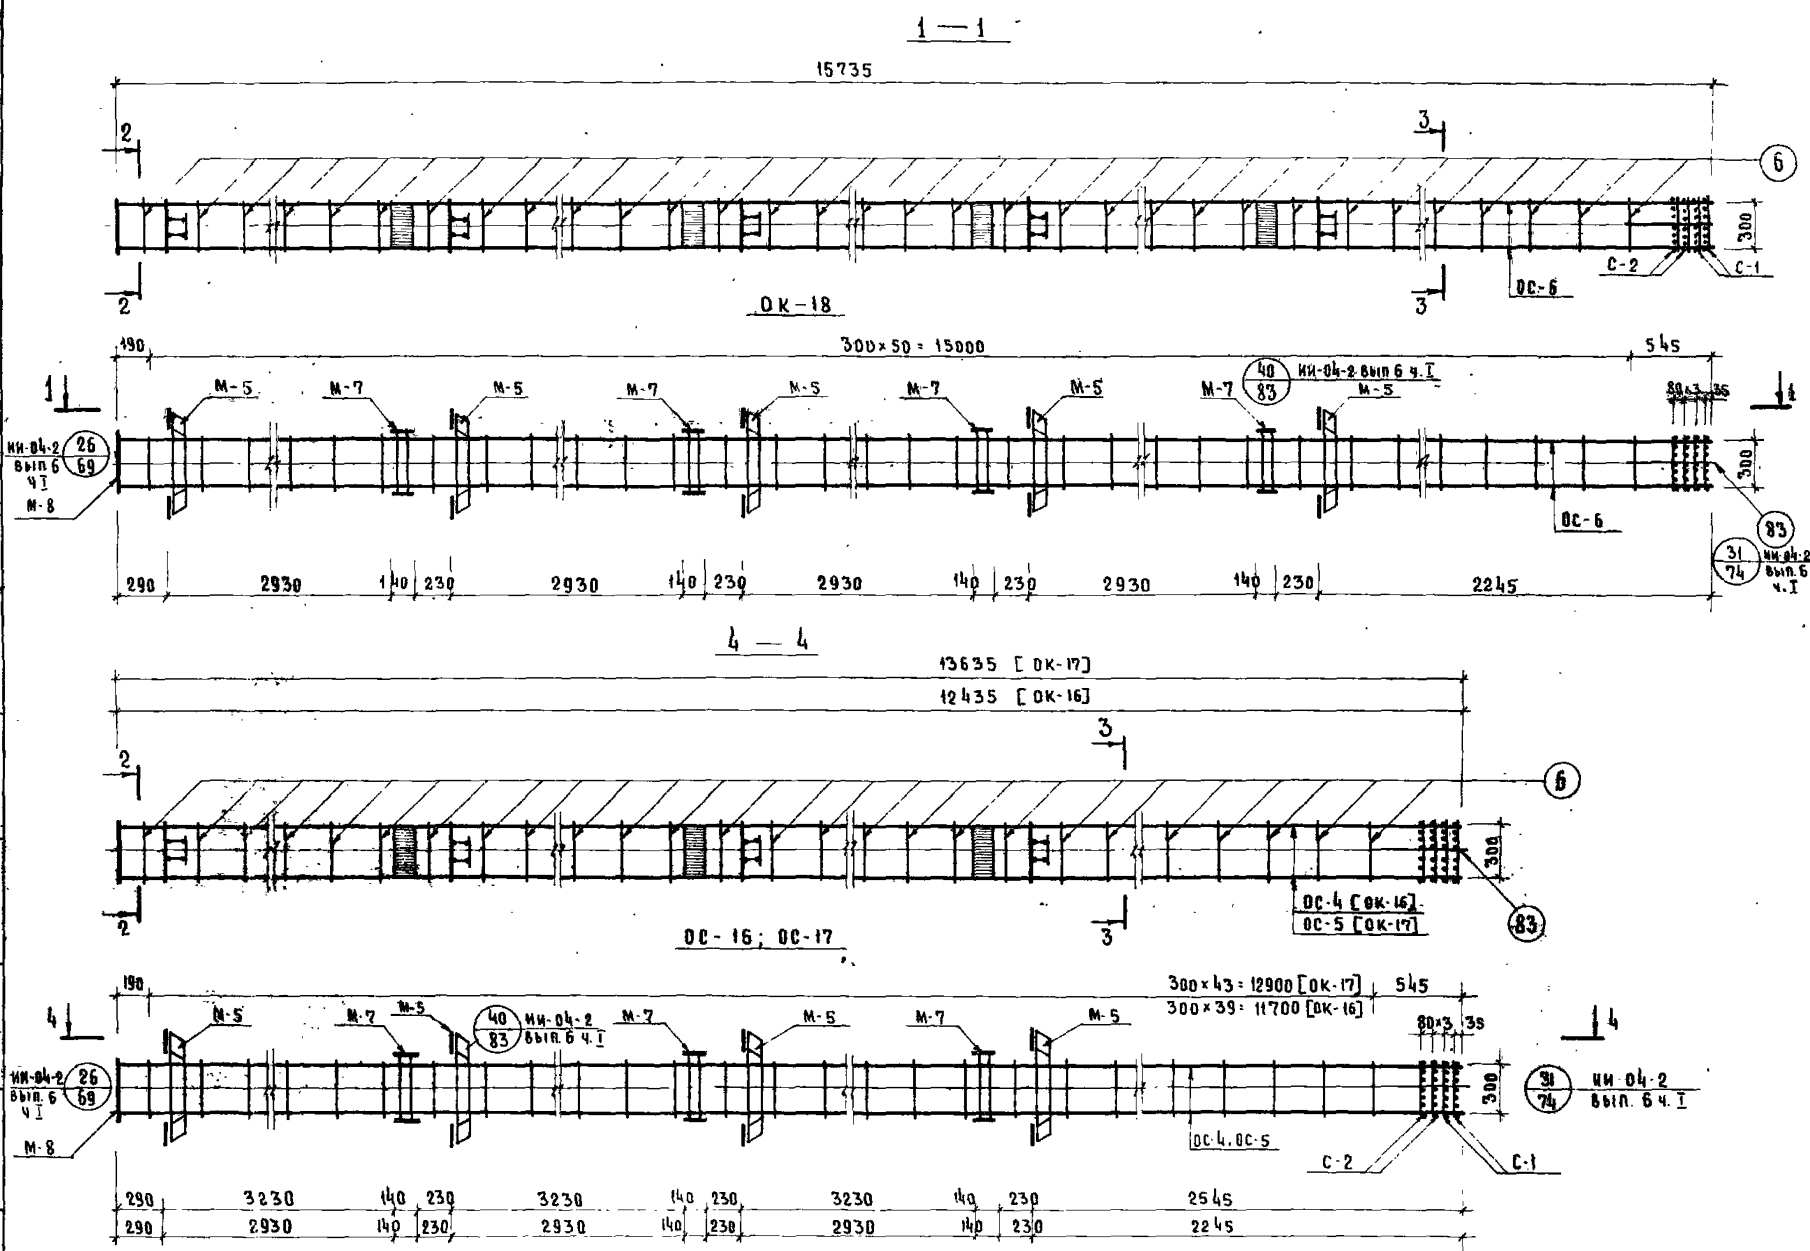 1 — 1
15735
2 3
6
300
С-2 С-1
ОС-6
2 3
ОК-18
190 300×50=15000 545
1 М-5 М-7 М-5 М-7 М-5 М-7 М-5 М-7 М-5 1
40 ИИ-04-2 вып 6 ч.I
83
80×3 35
ИИ-04-2 26
вып 6 69
ч I
М-8
300
ОС-6
83
31 ИИ-04-2
74 вып. 6
ч. I
290 2930 140 230 2930 140 230 2930 140 230 2930 140 230 2245
4 — 4
13635 [ОК-17]
12435 [ОК-16]
2 3
6
300
ОС-4 [ОК-16]
ОС-5 [ОК-17]
83
2 3
ОС-16; ОС-17
190 300×43=12900 [ОК-17] 545
300×39=11700 [ОК-16]
4 М-5 М-7 М-5 М-7 М-5 М-7 М-5 4
40 ИИ-04-2
83 вып. 6 ч. I
80×3 35
ИИ-04-2 26
вып. 6 69
ч I
М-8
300
31 ИИ-04-2
74 вып. 6 ч. I
ОС-4, ОС-5
С-2 С-1
290 3230 140 230 3230 140 230 3230 140 230 2545
290 2930 140 230 2930 140 230 2930 140 230 2245